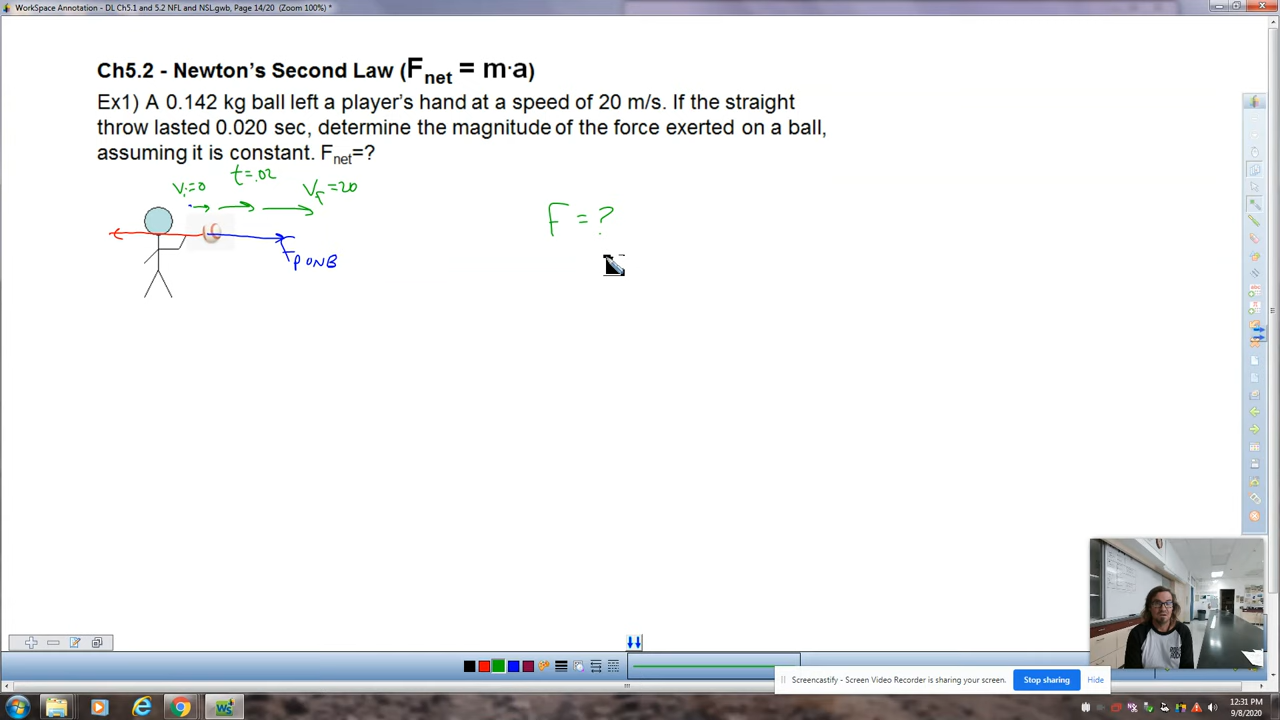 WorkSpace Annotation - DL Ch5.1 and 5.2 NFL and NSL.gwb, Page 14/20 (Zoom 100%) *
Ch5.2 - Newton's Second Law (Fnet = m·a)
Ex1) A 0.142 kg ball left a player's hand at a speed of 20 m/s. If the straight
throw lasted 0.020 sec, determine the magnitude of the force exerted on a ball,
assuming it is constant. Fnet=?
t=.02
Vi=0
Vf=20
F = ?
FP ON B
Screencastify - Screen Video Recorder is sharing your screen.
Stop sharing
Hide
12:31 PM
9/8/2020